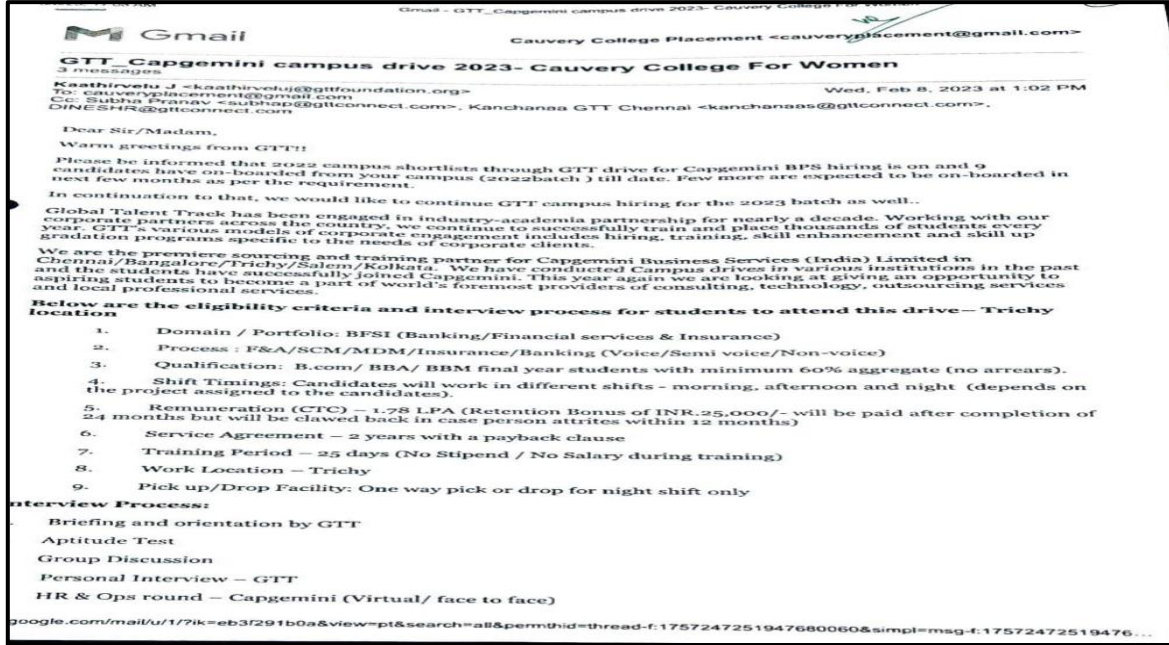 Gmail - GTT_Capgemini campus drive 2023- Cauvery College For Women
Gmail
Cauvery College Placement <cauveryplacement@gmail.com>
GTT_Capgemini campus drive 2023- Cauvery College For Women
3 messages
Kaathirvelu J <kaathirveluj@gttfoundation.org>
Wed, Feb 8, 2023 at 1:02 PM
To: cauveryplacement@gmail.com
Cc: Subha Pranav <subhap@gttconnect.com>, Kanchanaa GTT Chennai <kanchanaas@gttconnect.com>,
DINESHR@gttconnect.com
Dear Sir/Madam,
Warm greetings from GTT!!
Please be informed that 2022 campus shortlists through GTT drive for Capgemini BPS hiring is on and 9
candidates have on-boarded from your campus (2022batch ) till date. Few more are expected to be on-boarded in
next few months as per the requirement.
In continuation to that, we would like to continue GTT campus hiring for the 2023 batch as well..
Global Talent Track has been engaged in industry-academia partnership for nearly a decade. Working with our
corporate partners across the country, we continue to successfully train and place thousands of students every
year. GTT's various models of corporate engagement includes hiring, training, skill enhancement and skill up
gradation programs specific to the needs of corporate clients.
We are the premiere sourcing and training partner for Capgemini Business Services (India) Limited in
Chennai/Bangalore/Trichy/Salem/Kolkata. We have conducted Campus drives in various institutions in the past
and the students have successfully joined Capgemini. This year again we are looking at giving an opportunity to
aspiring students to become a part of world's foremost providers of consulting, technology, outsourcing services
and local professional services.
Below are the eligibility criteria and interview process for students to attend this drive– Trichy
location
1. Domain / Portfolio: BFSI (Banking/Financial services & Insurance)
2. Process : F&A/SCM/MDM/Insurance/Banking (Voice/Semi voice/Non-voice)
3. Qualification: B.com/ BBA/ BBM final year students with minimum 60% aggregate (no arrears).
4. Shift Timings: Candidates will work in different shifts - morning, afternoon and night (depends on
the project assigned to the candidates).
5. Remuneration (CTC) – 1.78 LPA (Retention Bonus of INR.25,000/- will be paid after completion of
24 months but will be clawed back in case person attrites within 12 months)
6. Service Agreement – 2 years with a payback clause
7. Training Period – 25 days (No Stipend / No Salary during training)
8. Work Location – Trichy
9. Pick up/Drop Facility: One way pick or drop for night shift only
nterview Process:
Briefing and orientation by GTT
Aptitude Test
Group Discussion
Personal Interview – GTT
HR & Ops round – Capgemini (Virtual/ face to face)
google.com/mail/u/1/?ik=eb3f291b0a&view=pt&search=all&permthid=thread-f:1757247251947680060&simpl=msg-f:17572472519476...